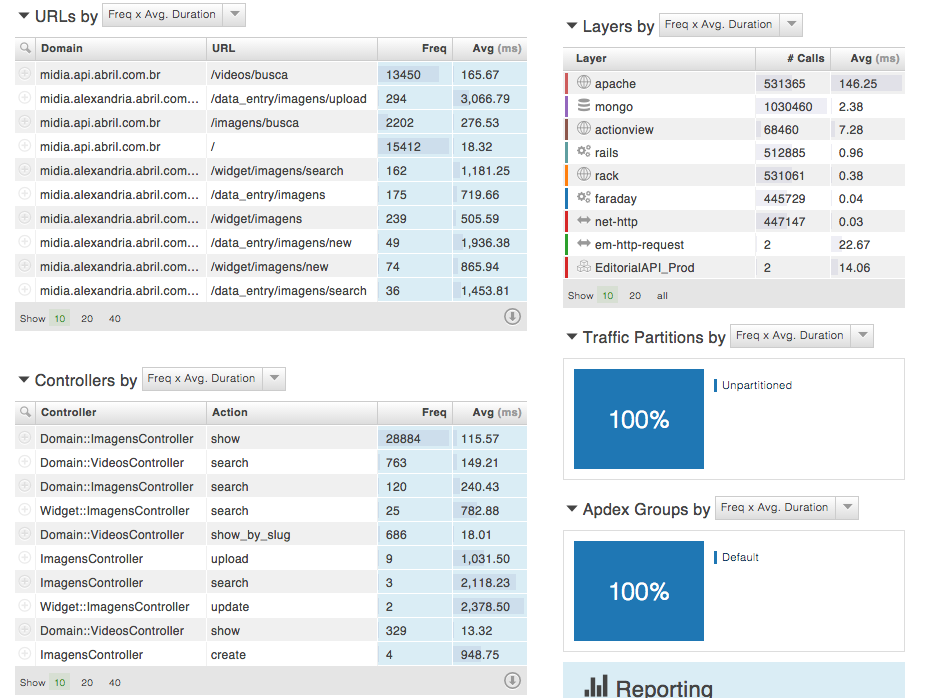 URLs by Freq x Avg. Duration
Domain URL Freq Avg (ms)
midia.api.abril.com.br /videos/busca 13450 165.67
midia.alexandria.abril.com... /data_entry/imagens/upload 294 3,066.79
midia.api.abril.com.br /imagens/busca 2202 276.53
midia.api.abril.com.br / 15412 18.32
midia.alexandria.abril.com... /widget/imagens/search 162 1,181.25
midia.alexandria.abril.com... /data_entry/imagens 175 719.66
midia.alexandria.abril.com... /widget/imagens 239 505.59
midia.alexandria.abril.com... /data_entry/imagens/new 49 1,936.38
midia.alexandria.abril.com... /widget/imagens/new 74 865.94
midia.alexandria.abril.com... /data_entry/imagens/search 36 1,453.81
Show 10 20 40
Controllers by Freq x Avg. Duration
Controller Action Freq Avg (ms)
Domain::ImagensController show 28884 115.57
Domain::VideosController search 763 149.21
Domain::ImagensController search 120 240.43
Widget::ImagensController search 25 782.88
Domain::VideosController show_by_slug 686 18.01
ImagensController upload 9 1,031.50
ImagensController search 3 2,118.23
Widget::ImagensController update 2 2,378.50
Domain::VideosController show 329 13.32
ImagensController create 4 948.75
Show 10 20 40
Layers by Freq x Avg. Duration
Layer # Calls Avg (ms)
apache 531365 146.25
mongo 1030460 2.38
actionview 68460 7.28
rails 512885 0.96
rack 531061 0.38
faraday 445729 0.04
net-http 447147 0.03
em-http-request 2 22.67
EditorialAPI_Prod 2 14.06
Show 10 20 all
Traffic Partitions by Freq x Avg. Duration
100% Unpartitioned
Apdex Groups by Freq x Avg. Duration
100% Default
Reporting